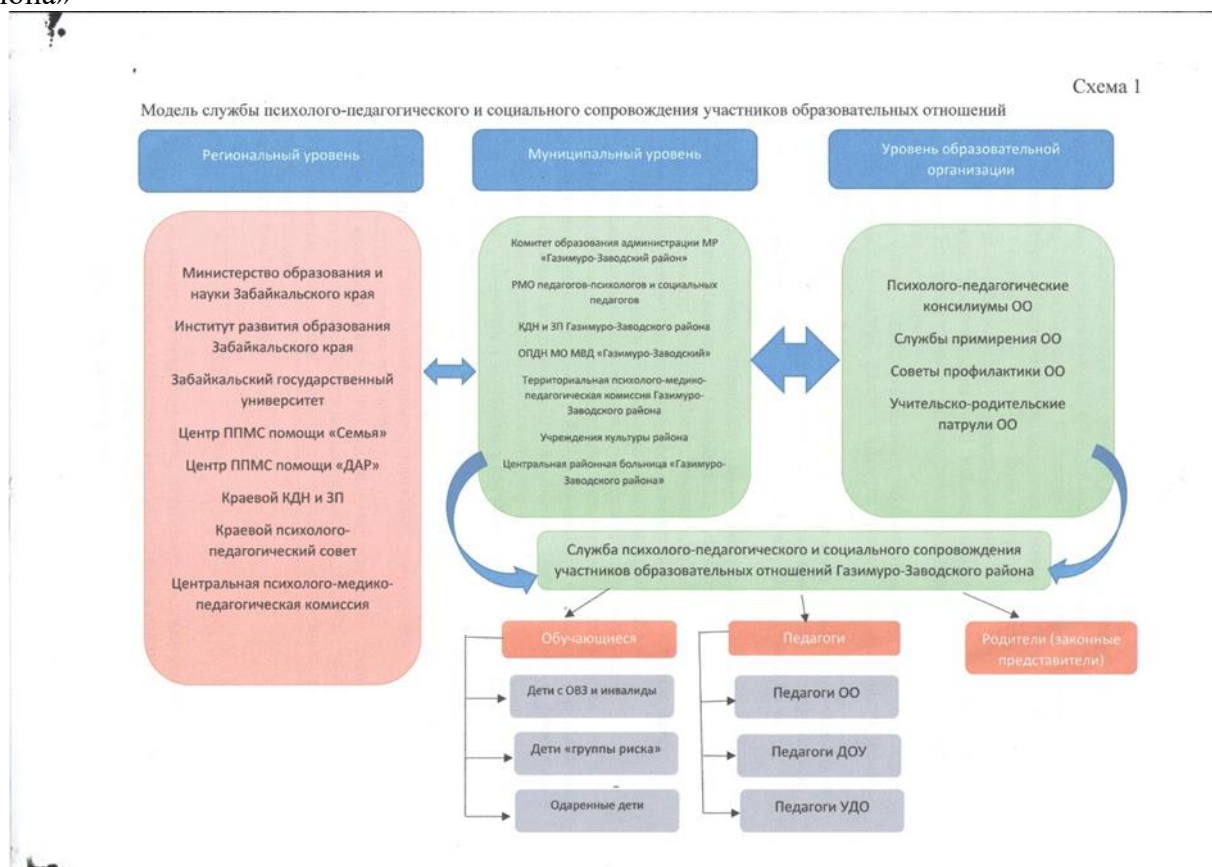 Схема 1
Модель службы психолого-педагогического и социального сопровождения участников образовательных отношений
Региональный уровень
Муниципальный уровень
Уровень образовательной
организации
Министерство образования и
науки Забайкальского края
Институт развития образования
Забайкальского края
Забайкальский государственный
университет
Центр ППМС помощи «Семья»
Центр ППМС помощи «ДАР»
Краевой КДН и ЗП
Краевой психолого-
педагогический совет
Центральная психолого-медико-
педагогическая комиссия
Комитет образования администрации МР
«Газимуро-Заводский район»
РМО педагогов-психологов и социальных
педагогов
КДН и ЗП Газимуро-Заводского района
ОПДН МО МВД «Газимуро-Заводский»
Территориальная психолого-медико-
педагогическая комиссия Газимуро-
Заводского района
Учреждения культуры района
Центральная районная больница «Газимуро-
Заводского района»
Психолого-педагогические
консилиумы ОО
Службы примирения ОО
Советы профилактики ОО
Учительско-родительские
патрули ОО
Служба психолого-педагогического и социального сопровождения
участников образовательных отношений Газимуро-Заводского района
Обучающиеся
Педагоги
Родители (законные
представители)
Дети с ОВЗ и инвалиды
Дети «группы риска»
Одаренные дети
Педагоги ОО
Педагоги ДОУ
Педагоги УДО